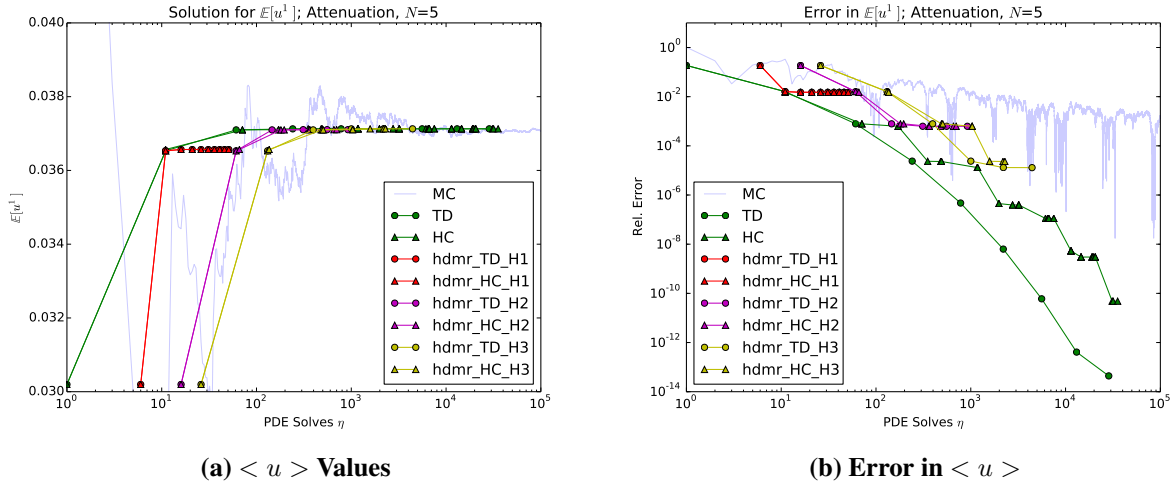 Solution for 𝔼[u¹ ]; Attenuation, N=5
0.040
0.038
0.036
0.034
0.032
0.030
𝔼[u¹ ]
10⁰ 10¹ 10² 10³ 10⁴ 10⁵
PDE Solves η
MC
TD
HC
hdmr_TD_H1
hdmr_HC_H1
hdmr_TD_H2
hdmr_HC_H2
hdmr_TD_H3
hdmr_HC_H3
(a) < u > Values
Error in 𝔼[u¹ ]; Attenuation, N=5
10⁰
10⁻²
10⁻⁴
10⁻⁶
10⁻⁸
10⁻¹⁰
10⁻¹²
10⁻¹⁴
Rel. Error
10⁰ 10¹ 10² 10³ 10⁴ 10⁵
PDE Solves η
MC
TD
HC
hdmr_TD_H1
hdmr_HC_H1
hdmr_TD_H2
hdmr_HC_H2
hdmr_TD_H3
hdmr_HC_H3
(b) Error in < u >